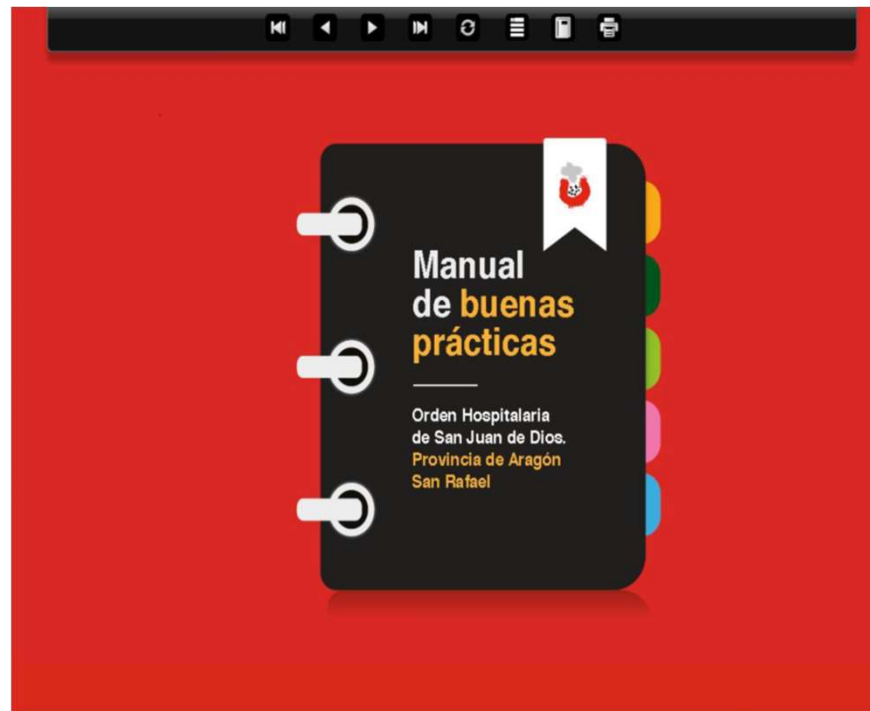 Manual
de buenas
prácticas
Orden Hospitalaria
de San Juan de Dios.
Provincia de Aragón
San Rafael